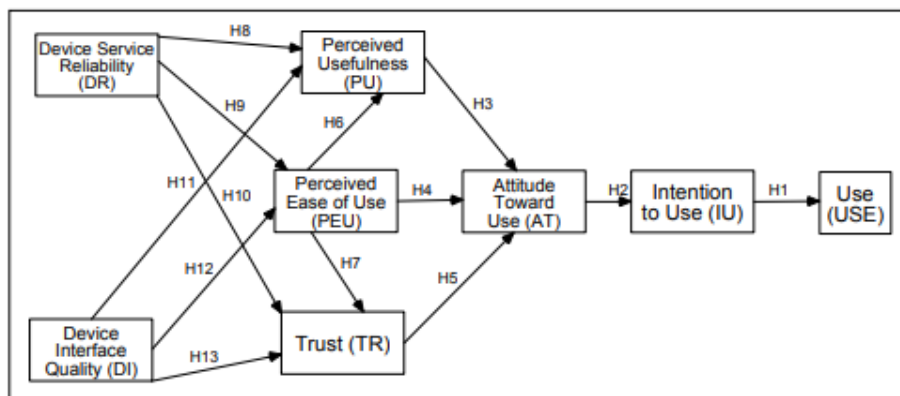 H8
Device Service
Reliability
(DR)
Perceived
Usefulness
(PU)
H9
H3
H6
H11
H10
Perceived
Ease of Use
(PEU)
H4
Attitude
Toward
Use (AT)
H2
Intention
to Use (IU)
H1
Use
(USE)
H12
H7
H5
Device
Interface
Quality (DI)
H13
Trust (TR)